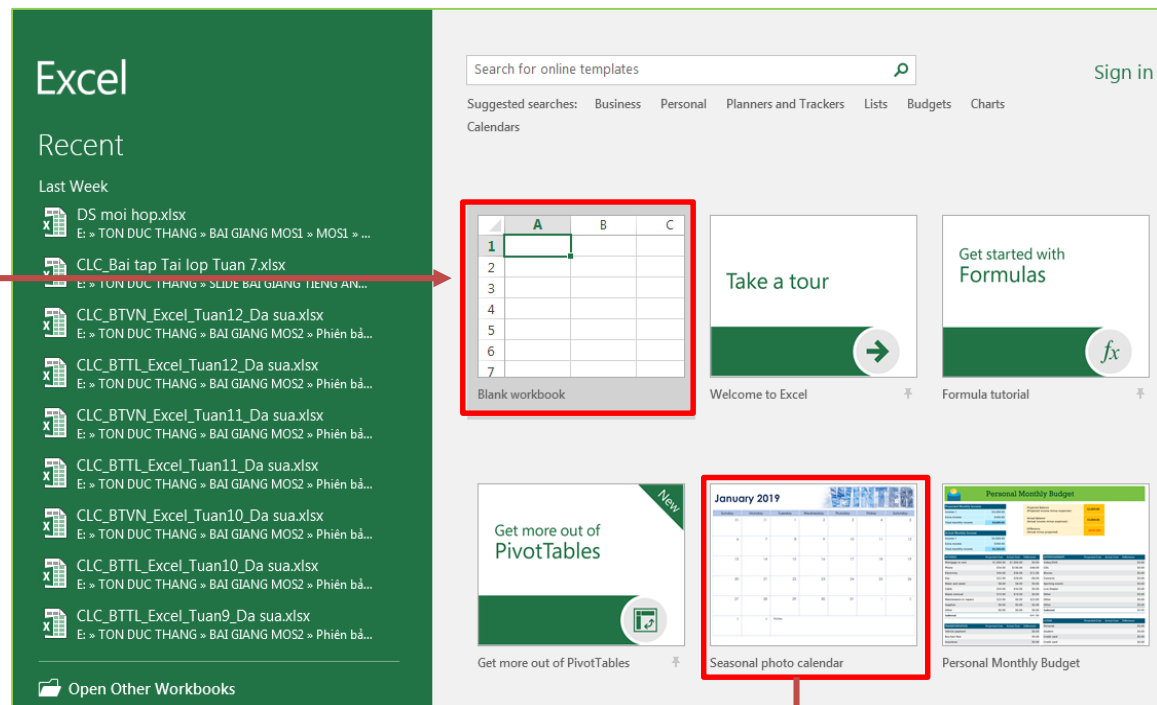 Excel
Recent
Last Week
DS moi hop.xlsx
E: » TON DUC THANG » BAI GIANG MOS1 » MOS1 » ...
CLC_Bai tap Tai lop Tuan 7.xlsx
E: » TON DUC THANG » SLIDE BAI GIANG TIENG AN...
CLC_BTVN_Excel_Tuan12_Da sua.xlsx
E: » TON DUC THANG » BAI GIANG MOS2 » Phiên bả...
CLC_BTTL_Excel_Tuan12_Da sua.xlsx
E: » TON DUC THANG » BAI GIANG MOS2 » Phiên bả...
CLC_BTVN_Excel_Tuan11_Da sua.xlsx
E: » TON DUC THANG » BAI GIANG MOS2 » Phiên bả...
CLC_BTTL_Excel_Tuan11_Da sua.xlsx
E: » TON DUC THANG » BAI GIANG MOS2 » Phiên bả...
CLC_BTVN_Excel_Tuan10_Da sua.xlsx
E: » TON DUC THANG » BAI GIANG MOS2 » Phiên bả...
CLC_BTTL_Excel_Tuan10_Da sua.xlsx
E: » TON DUC THANG » BAI GIANG MOS2 » Phiên bả...
CLC_BTTL_Excel_Tuan9_Da sua.xlsx
E: » TON DUC THANG » BAI GIANG MOS2 » Phiên bả...
Open Other Workbooks
Search for online templates
Sign in
Suggested searches: Business Personal Planners and Trackers Lists Budgets Charts
Calendars
A B C
1
2
3
4
5
6
7
Blank workbook
Take a tour
Welcome to Excel
Get started with
Formulas
fx
Formula tutorial
New
Get more out of
PivotTables
Get more out of PivotTables
January 2019 WINTER
Seasonal photo calendar
Personal Monthly Budget
Personal Monthly Budget